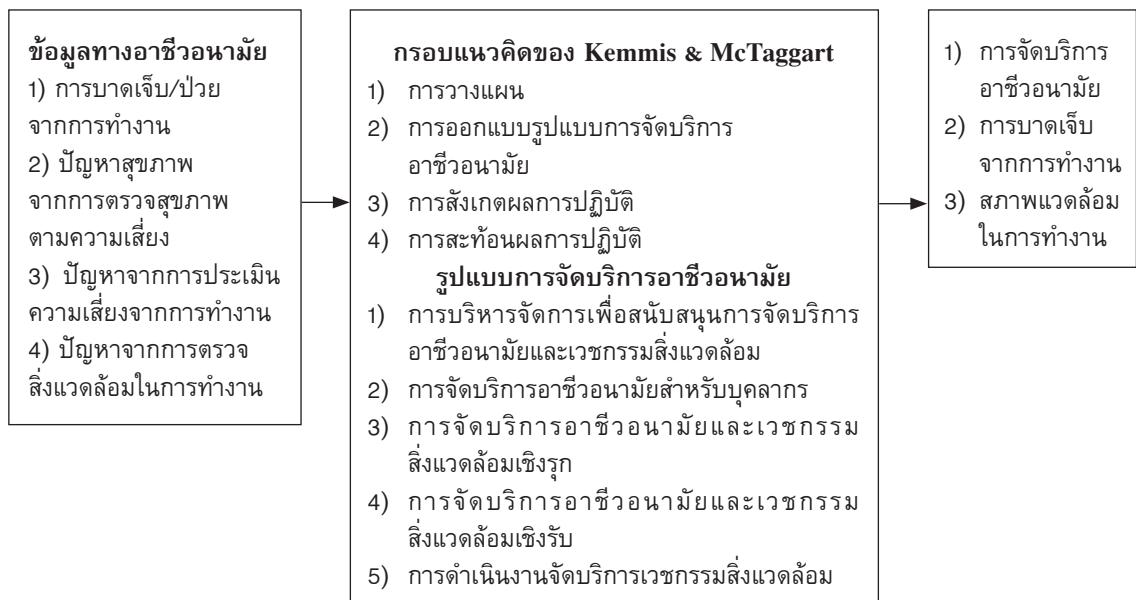 ข้อมูลทางอาชีวอนามัย
1) การบาดเจ็บ/ป่วย
จากการทำงาน
2) ปัญหาสุขภาพ
จากการตรวจสุขภาพ
ตามความเสี่ยง
3) ปัญหาจากการประเมิน
ความเสี่ยงจากการทำงาน
4) ปัญหาจากการตรวจ
สิ่งแวดล้อมในการทำงาน
กรอบแนวคิดของ Kemmis & McTaggart
1) การวางแผน
2) การออกแบบรูปแบบการจัดบริการ
อาชีวอนามัย
3) การสังเกตผลการปฏิบัติ
4) การสะท้อนผลการปฏิบัติ
รูปแบบการจัดบริการอาชีวอนามัย
1) การบริหารจัดการเพื่อสนับสนุนการจัดบริการ
อาชีวอนามัยและเวชกรรมสิ่งแวดล้อม
2) การจัดบริการอาชีวอนามัยสำหรับบุคลากร
3) การจัดบริการอาชีวอนามัยและเวชกรรม
สิ่งแวดล้อมเชิงรุก
4) การจัดบริการอาชีวอนามัยและเวชกรรม
สิ่งแวดล้อมเชิงรับ
5) การดำเนินงานจัดบริการเวชกรรมสิ่งแวดล้อม
1) การจัดบริการ
อาชีวอนามัย
2) การบาดเจ็บ
จากการทำงาน
3) สภาพแวดล้อม
ในการทำงาน